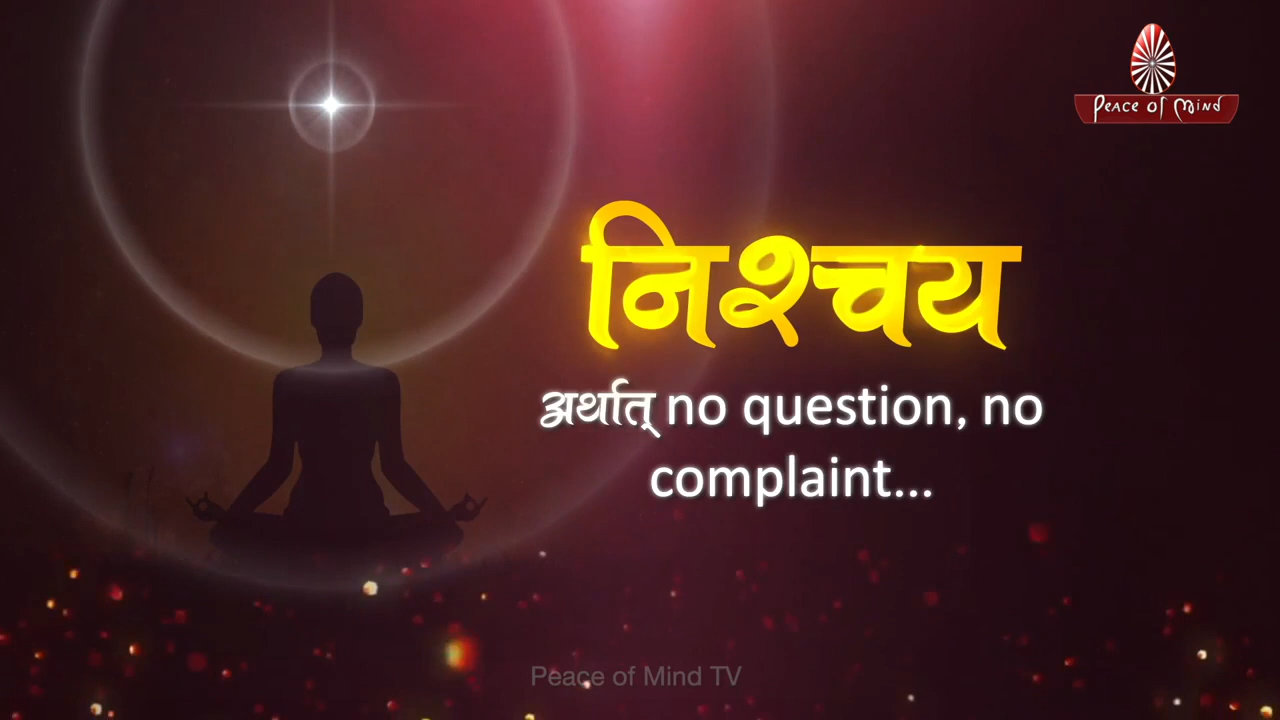 Peace of Mind
निश्चय
अर्थात् no question, no
complaint...
Peace of Mind TV